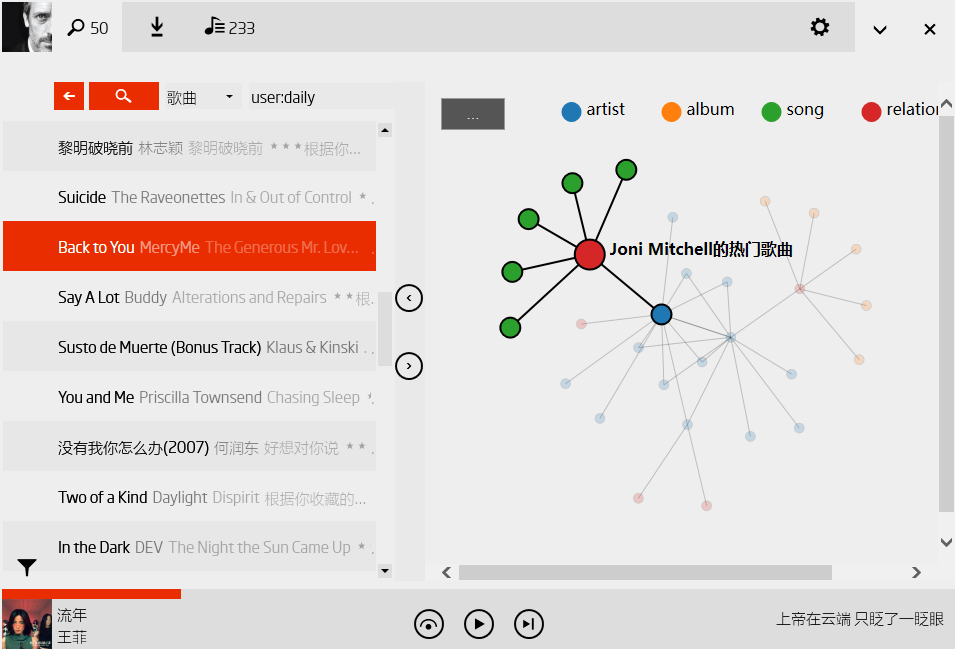 50
233
歌曲
user:daily
黎明破晓前 林志颖 黎明破晓前 ***根据你...
Suicide The Raveonettes In & Out of Control * .
Back to You MercyMe The Generous Mr. Lov... .
Say A Lot Buddy Alterations and Repairs **根.
Susto de Muerte (Bonus Track) Klaus & Kinski . .
You and Me Priscilla Townsend Chasing Sleep *.
没有我你怎么办(2007) 何润东 好想对你说 ** .
Two of a Kind Daylight Dispirit 根据你收藏的...
In the Dark DEV The Night the Sun Came Up * .
...
artist
album
song
relation
Joni Mitchell的热门歌曲
流年
王菲
上帝在云端 只眨了一眨眼